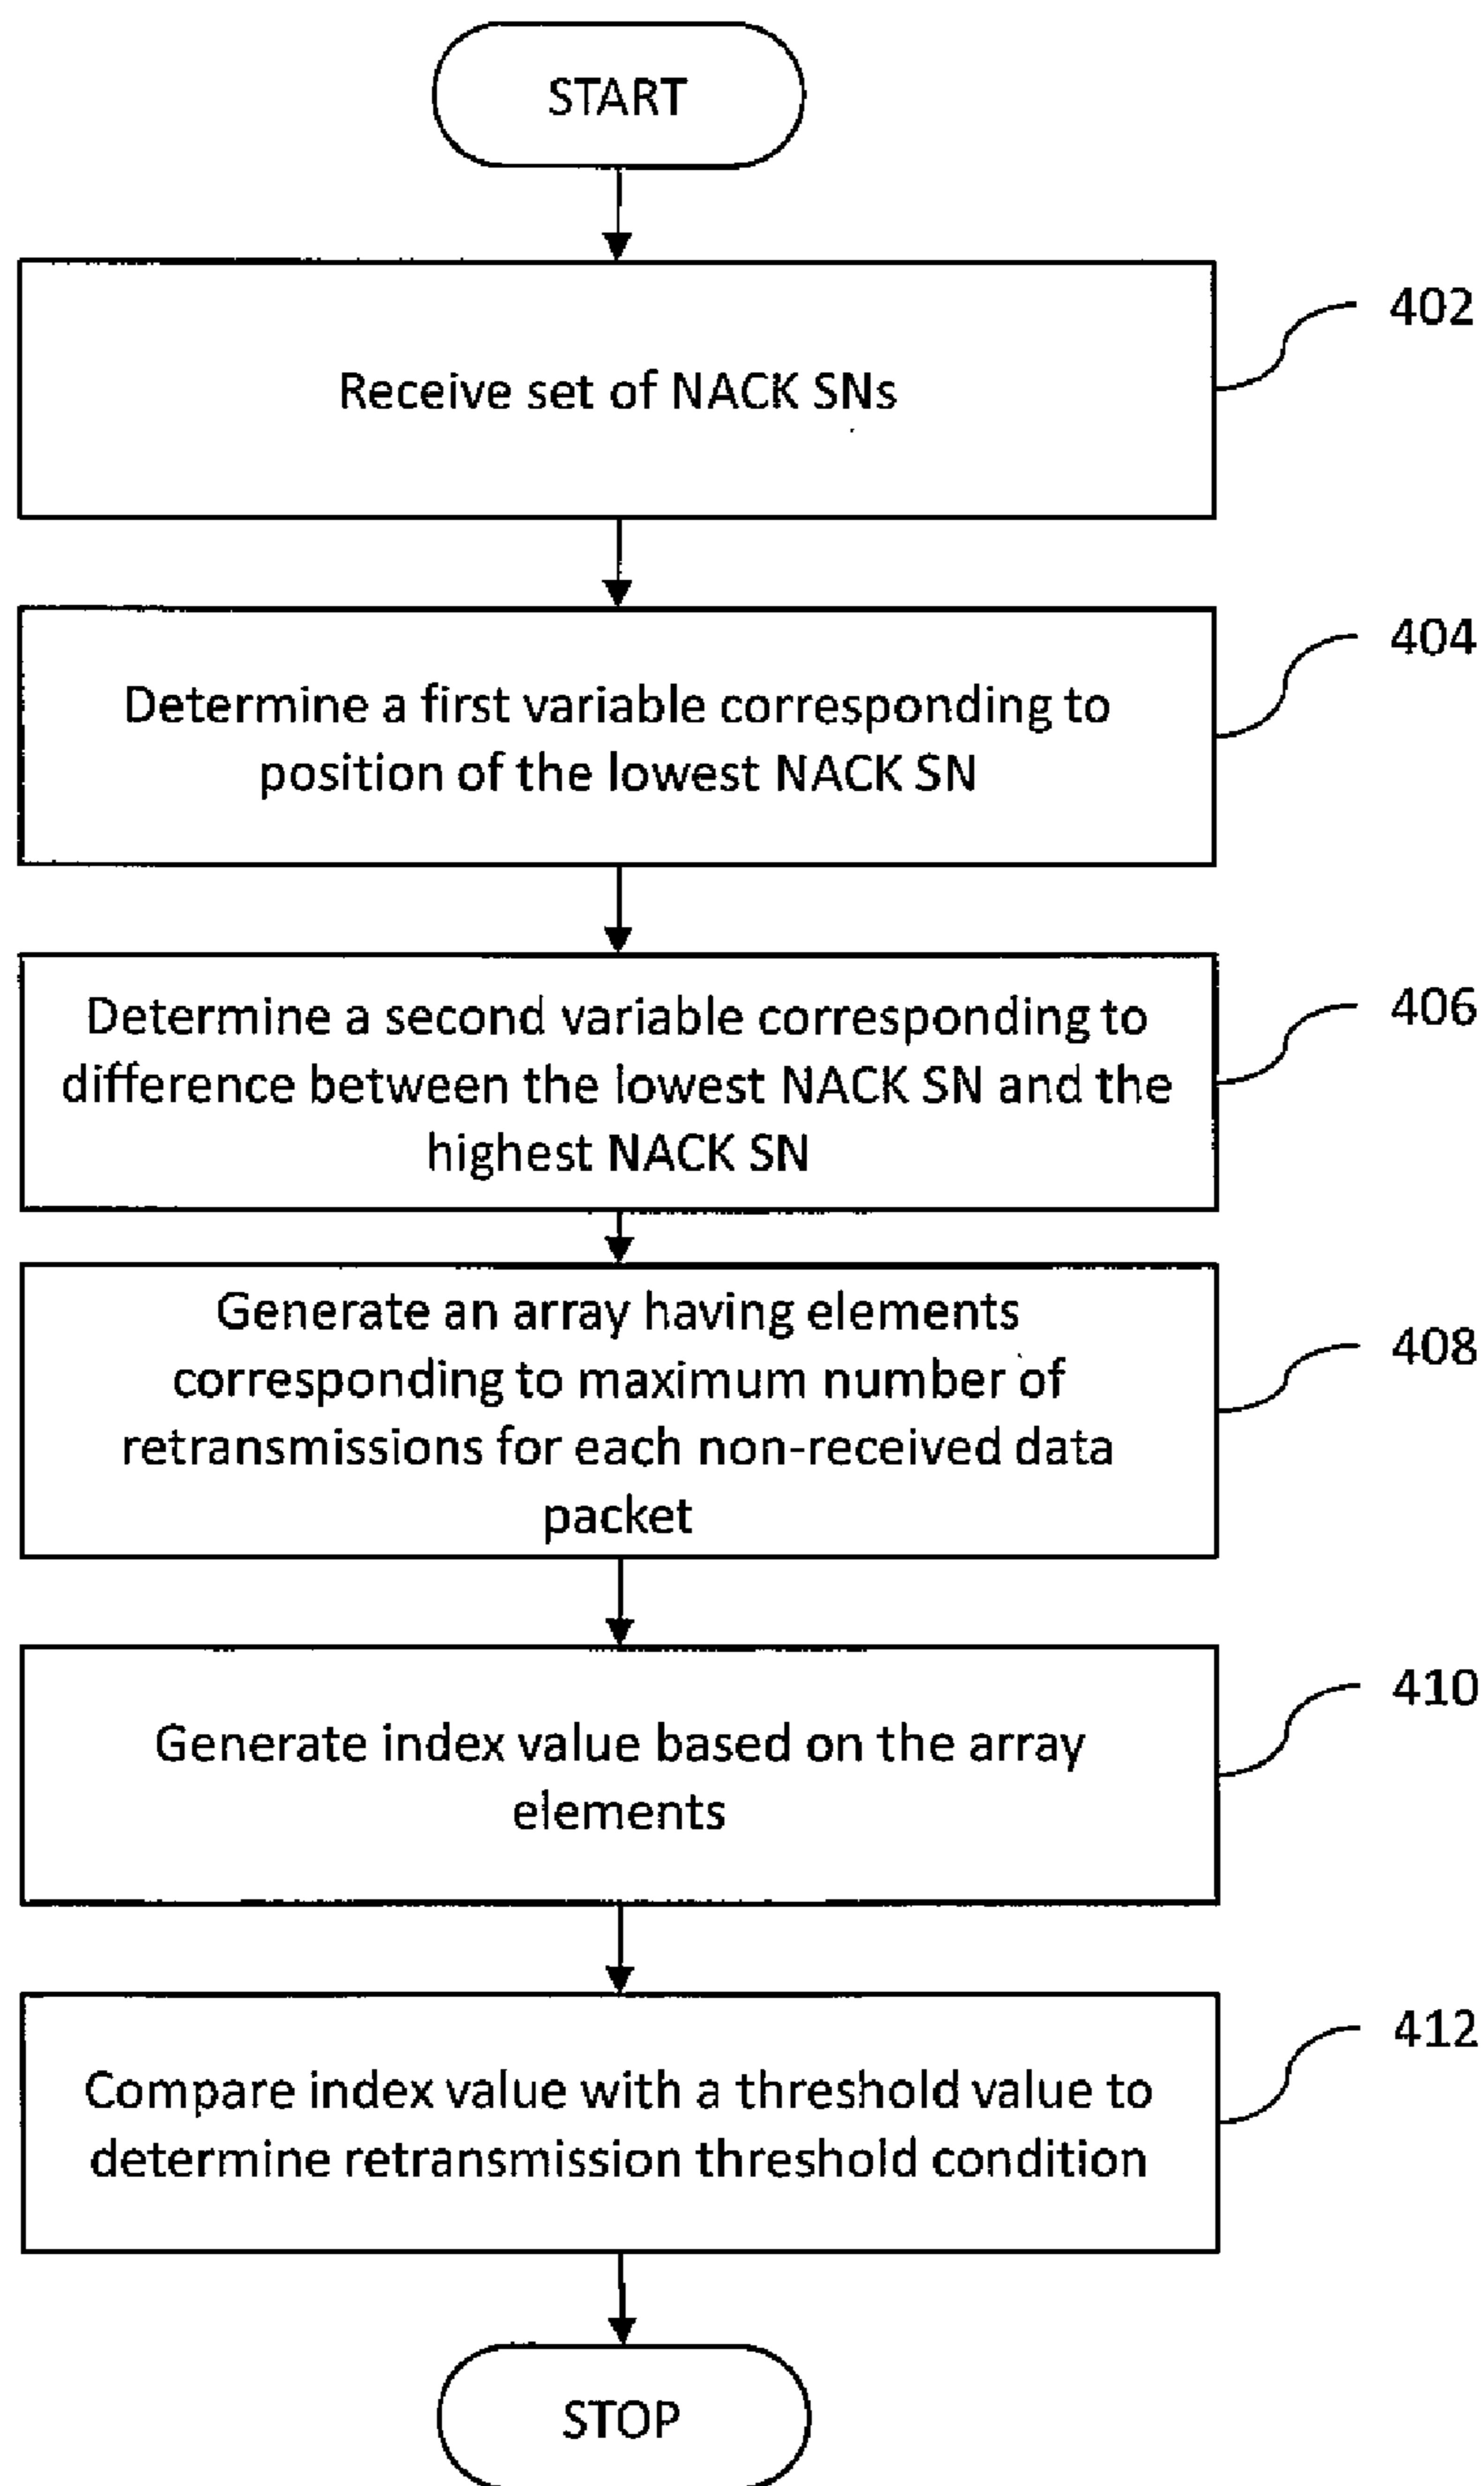 START
402
Receive set of NACK SNs
404
Determine a first variable corresponding to
position of the lowest NACK SN
406
Determine a second variable corresponding to
difference between the lowest NACK SN and the
highest NACK SN
408
Generate an array having elements
corresponding to maximum number of
retransmissions for each non-received data
packet
410
Generate index value based on the array
elements
412
Compare index value with a threshold value to
determine retransmission threshold condition
STOP